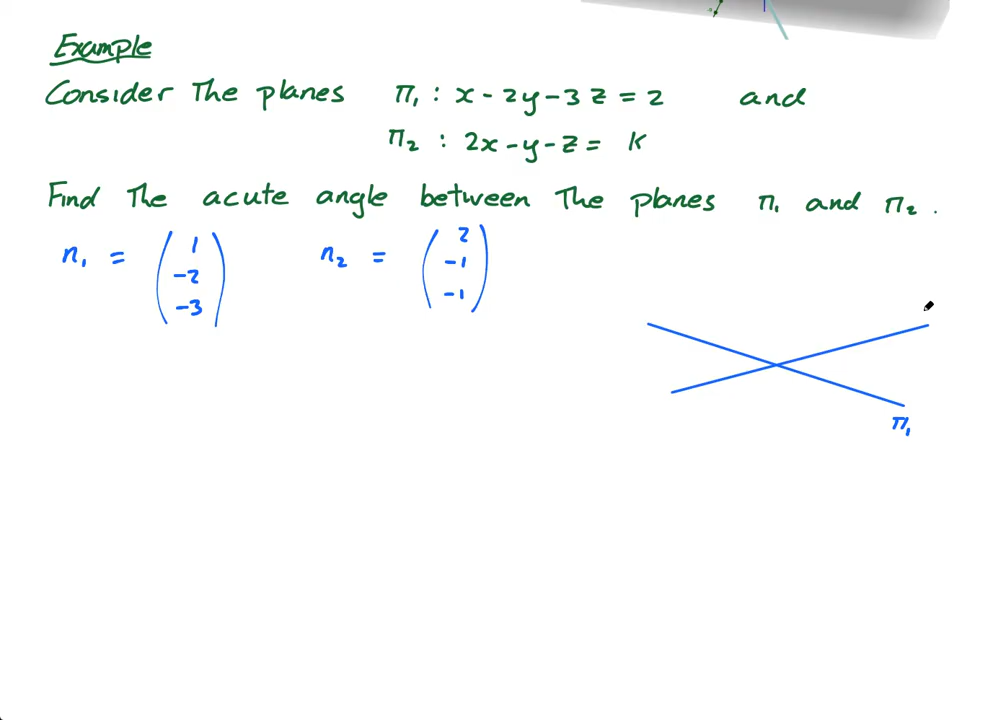 Example
Consider The planes π₁ : x - 2y - 3z = 2 and
π₂ : 2x - y - z = k
Find The acute angle between The planes π₁ and π₂ .
n₁ = (1 -2 -3) n₂ = (2 -1 -1)
π₁